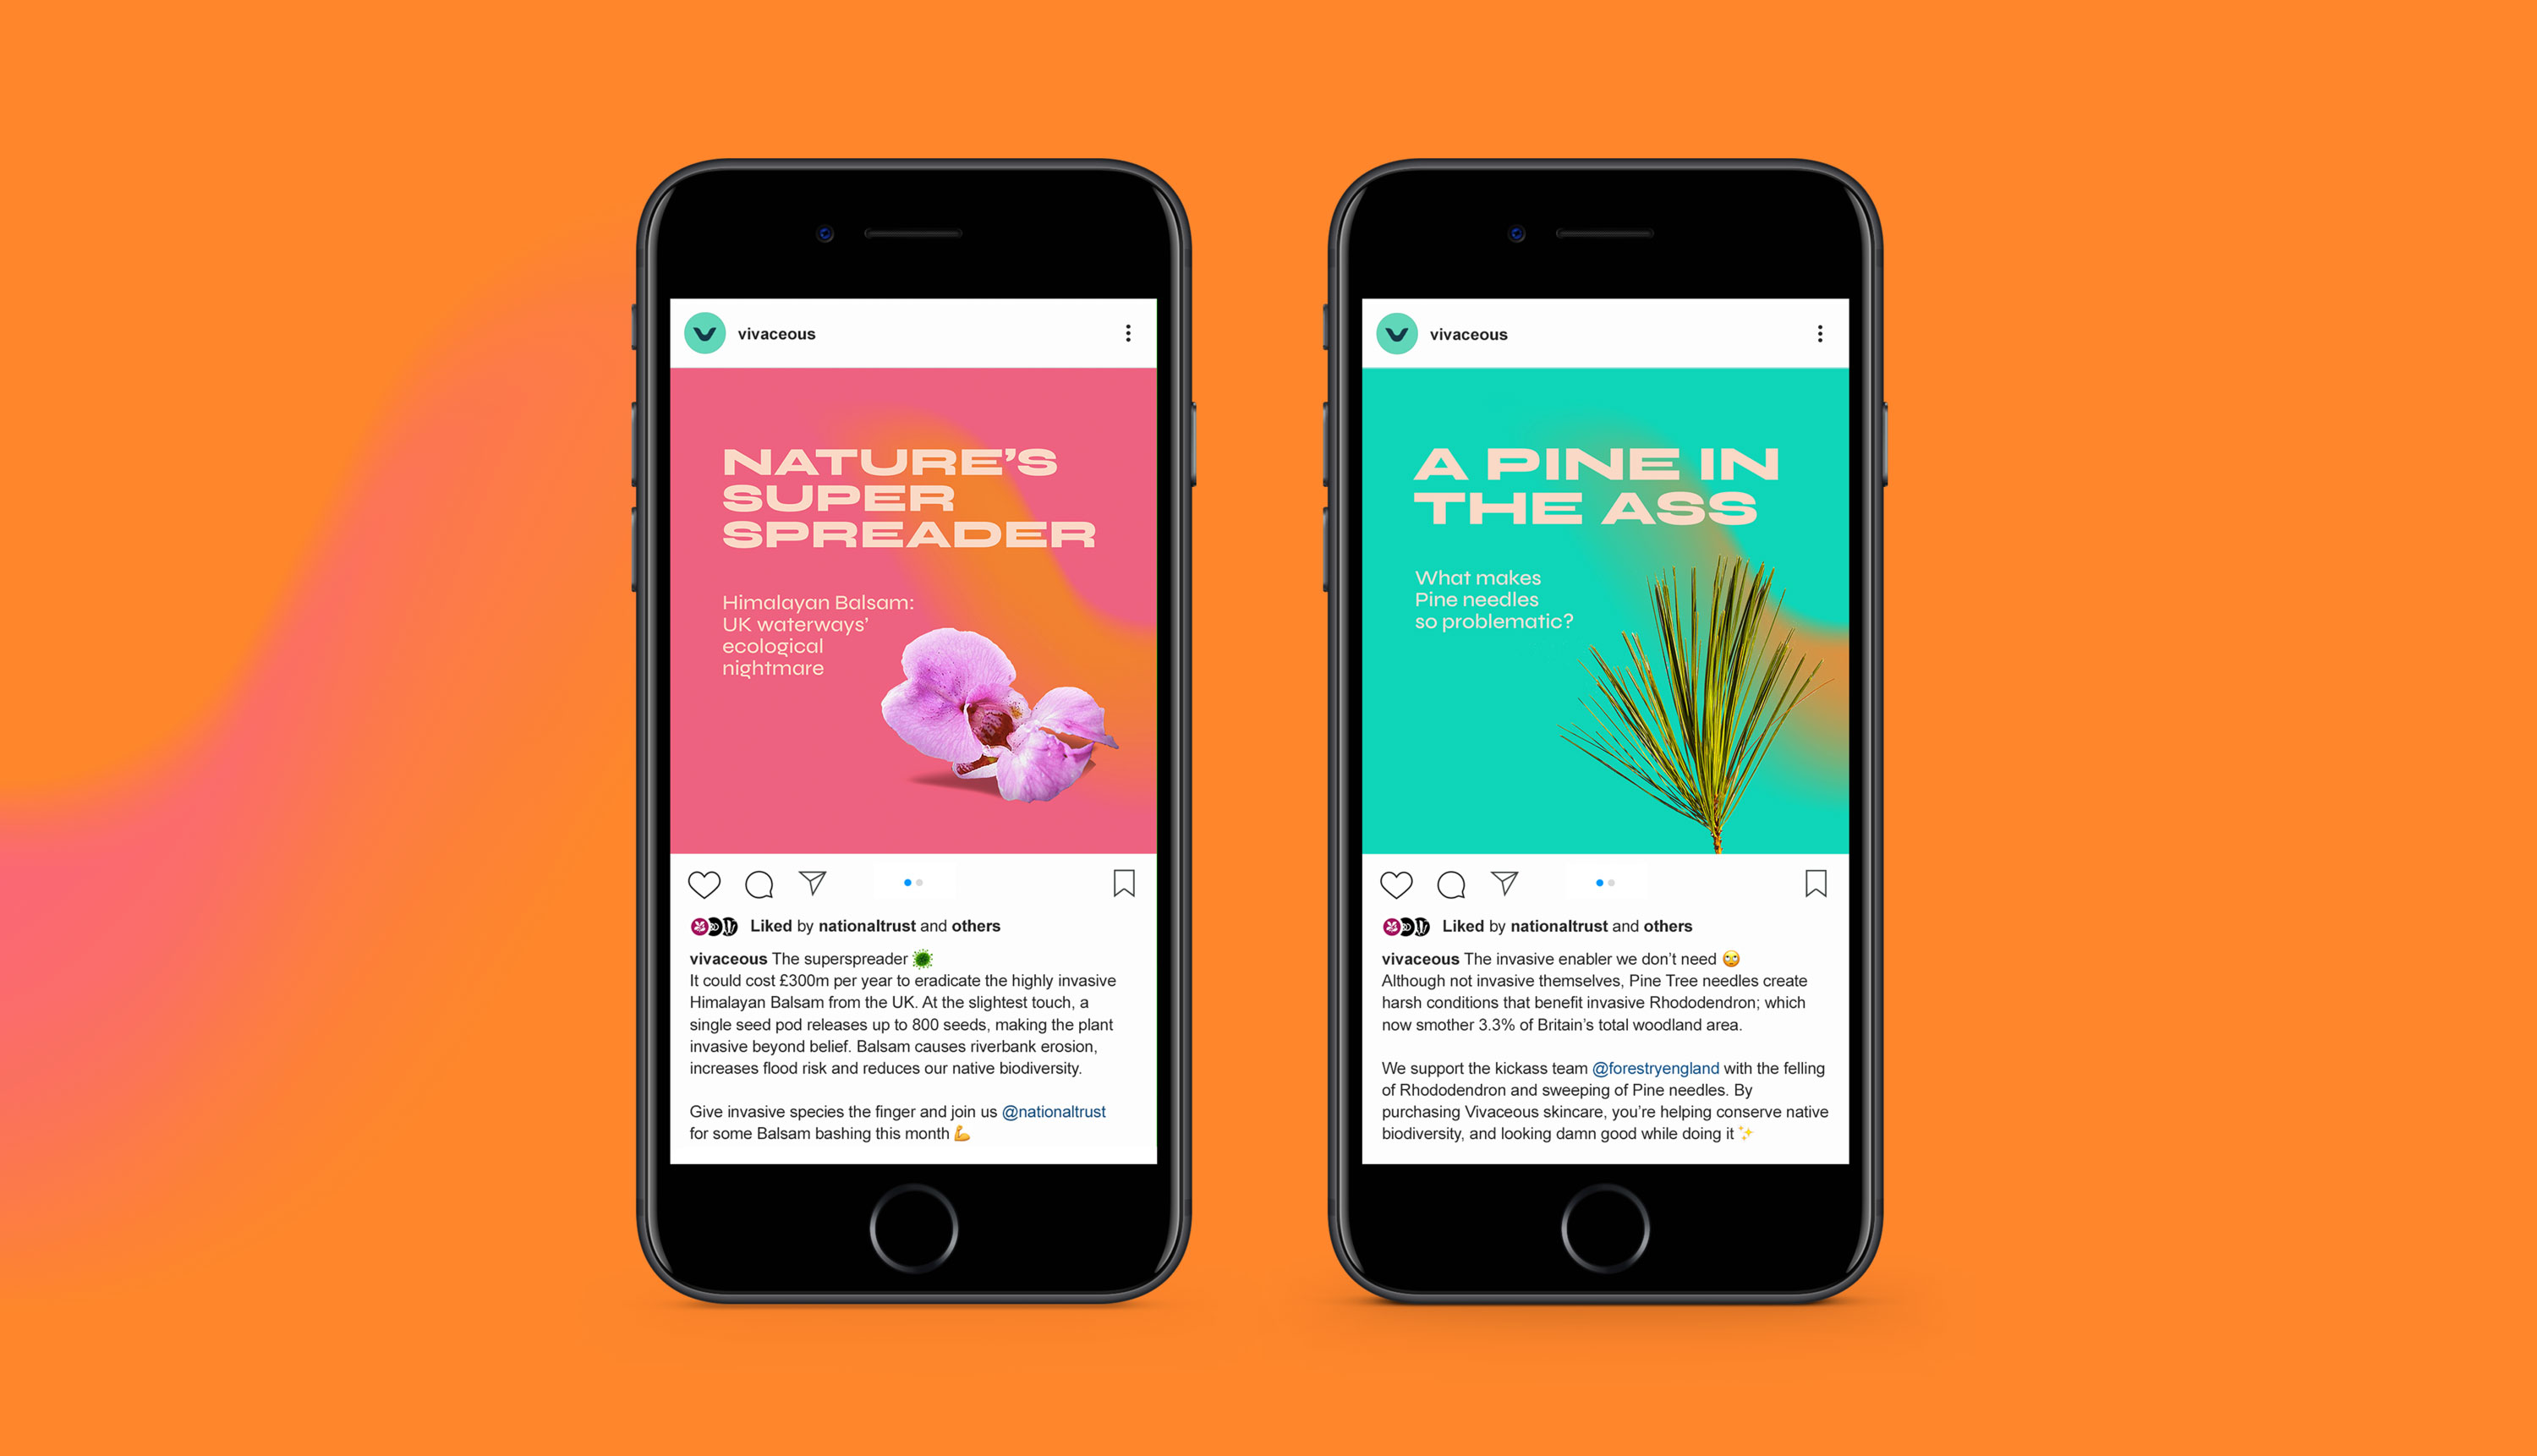 vivaceous
NATURE'S
SUPER
SPREADER
Himalayan Balsam:
UK waterways'
ecological
nightmare
Liked by nationaltrust and others
vivaceous The superspreader 🦠
It could cost £300m per year to eradicate the highly invasive
Himalayan Balsam from the UK. At the slightest touch, a
single seed pod releases up to 800 seeds, making the plant
invasive beyond belief. Balsam causes riverbank erosion,
increases flood risk and reduces our native biodiversity.
Give invasive species the finger and join us @nationaltrust
for some Balsam bashing this month 💪
vivaceous
A PINE IN
THE ASS
What makes
Pine needles
so problematic?
Liked by nationaltrust and others
vivaceous The invasive enabler we don't need 🙄
Although not invasive themselves, Pine Tree needles create
harsh conditions that benefit invasive Rhododendron; which
now smother 3.3% of Britain's total woodland area.
We support the kickass team @forestryengland with the felling
of Rhododendron and sweeping of Pine needles. By
purchasing Vivaceous skincare, you're helping conserve native
biodiversity, and looking damn good while doing it ✨